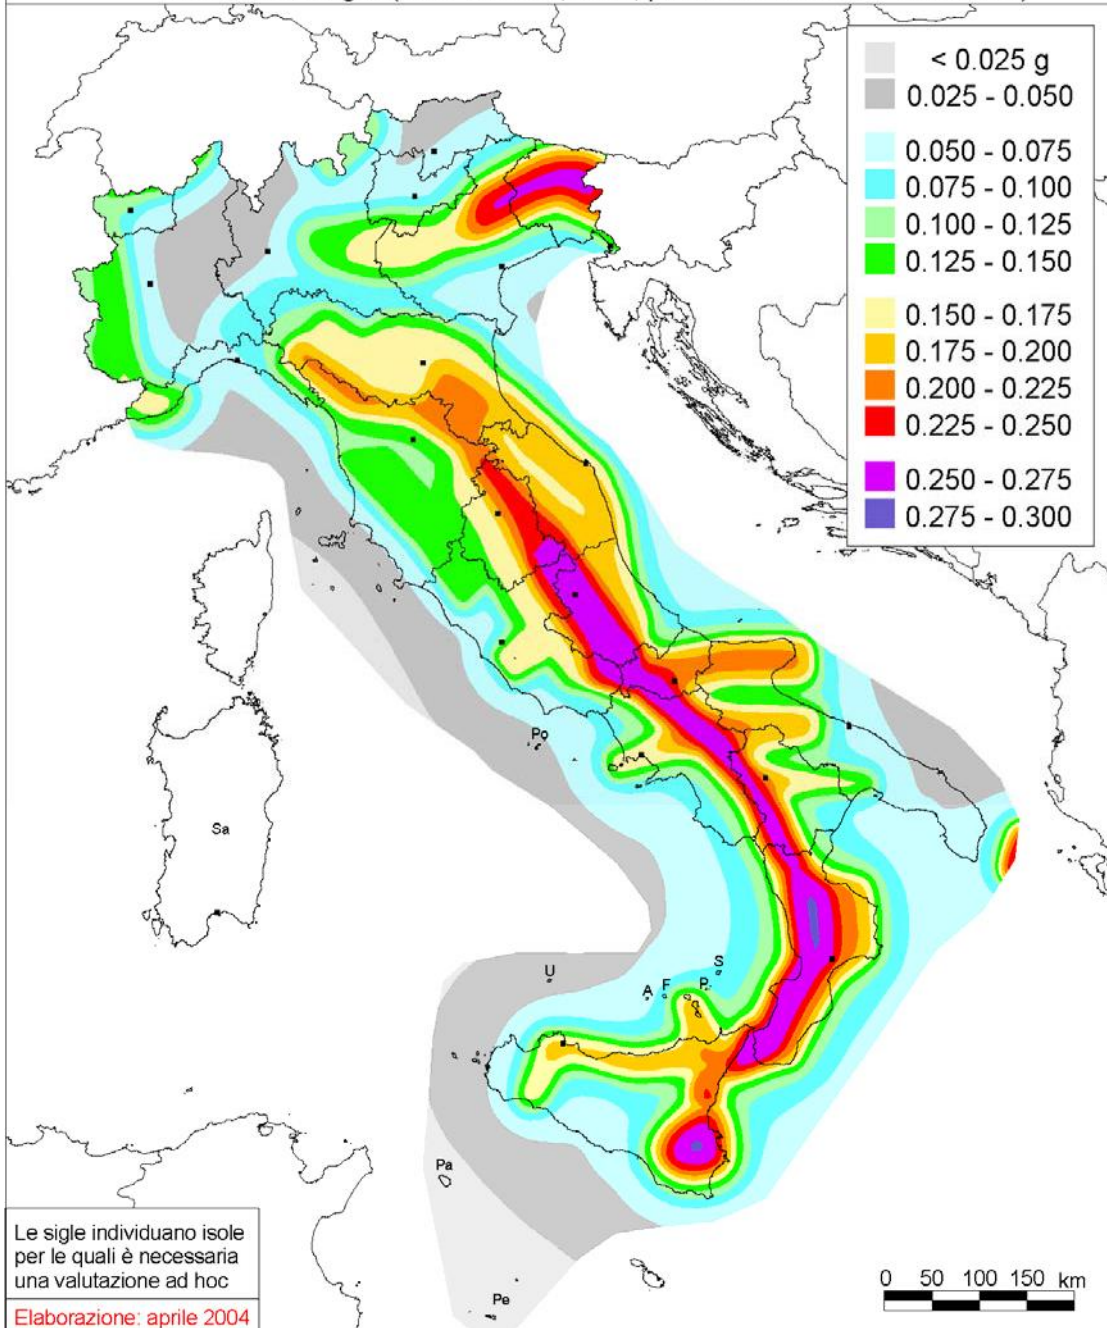 < 0.025 g
0.025 - 0.050
0.050 - 0.075
0.075 - 0.100
0.100 - 0.125
0.125 - 0.150
0.150 - 0.175
0.175 - 0.200
0.200 - 0.225
0.225 - 0.250
0.250 - 0.275
0.275 - 0.300
Po
Sa
S
U
A
F
P.
Pa
Pe
Le sigle individuano isole
per le quali è necessaria
una valutazione ad hoc
Elaborazione: aprile 2004
0 50 100 150 km